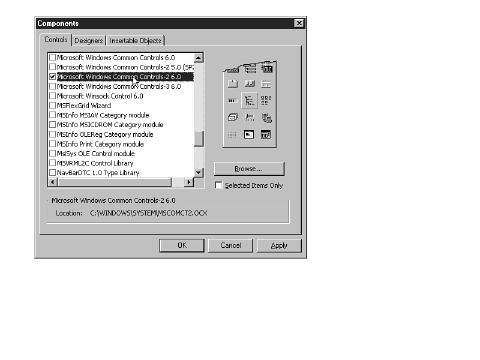 Components
Controls Designers Insertable Objects
Microsoft Windows Common Controls 6.0
Microsoft Windows Common Controls-2 5.0 (SP2
Microsoft Windows Common Controls-2 6.0
Microsoft Windows Common Controls-3 6.0
Microsoft Winsock Control 6.0
MSFlexGrid Wizard
MSInfo MSIAV Category module
MSInfo MSICDROM Category module
MSInfo OLEReg Category module
MSInfo Print Category module
MsiSys OLE Control module
MSVRML2C Control Library
NavBarDTC 1.0 Type Library
Browse...
Selected Items Only
Microsoft Windows Common Controls-2 6.0
Location: C:\WINDOWS\SYSTEM\MSCOMCT2.OCX
OK Cancel Apply